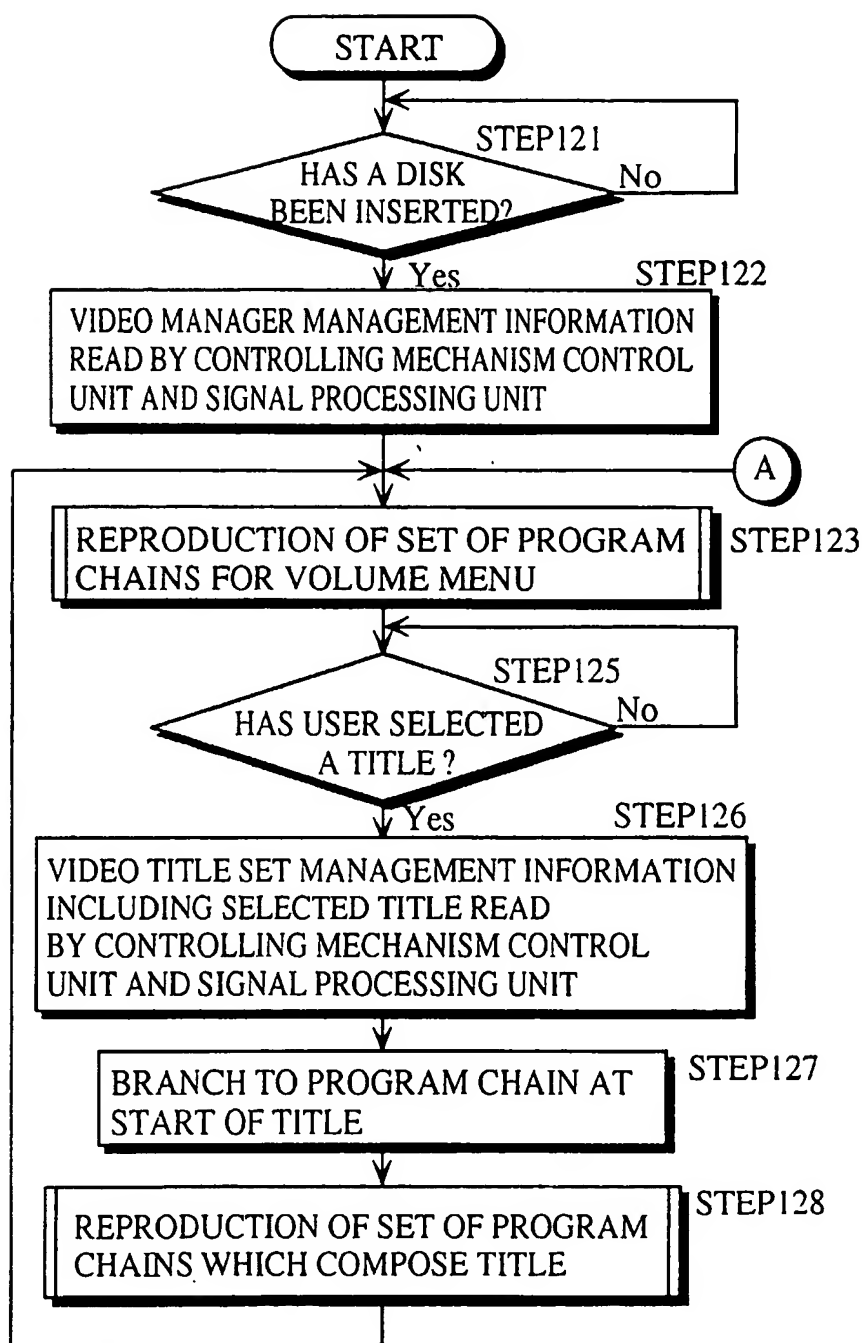 START
STEP121
HAS A DISK
BEEN INSERTED?
No
Yes
STEP122
VIDEO MANAGER MANAGEMENT INFORMATION
READ BY CONTROLLING MECHANISM CONTROL
UNIT AND SIGNAL PROCESSING UNIT
A
REPRODUCTION OF SET OF PROGRAM
CHAINS FOR VOLUME MENU
STEP123
STEP125
HAS USER SELECTED
A TITLE ?
No
Yes
STEP126
VIDEO TITLE SET MANAGEMENT INFORMATION
INCLUDING SELECTED TITLE READ
BY CONTROLLING MECHANISM CONTROL
UNIT AND SIGNAL PROCESSING UNIT
BRANCH TO PROGRAM CHAIN AT
START OF TITLE
STEP127
REPRODUCTION OF SET OF PROGRAM
CHAINS WHICH COMPOSE TITLE
STEP128